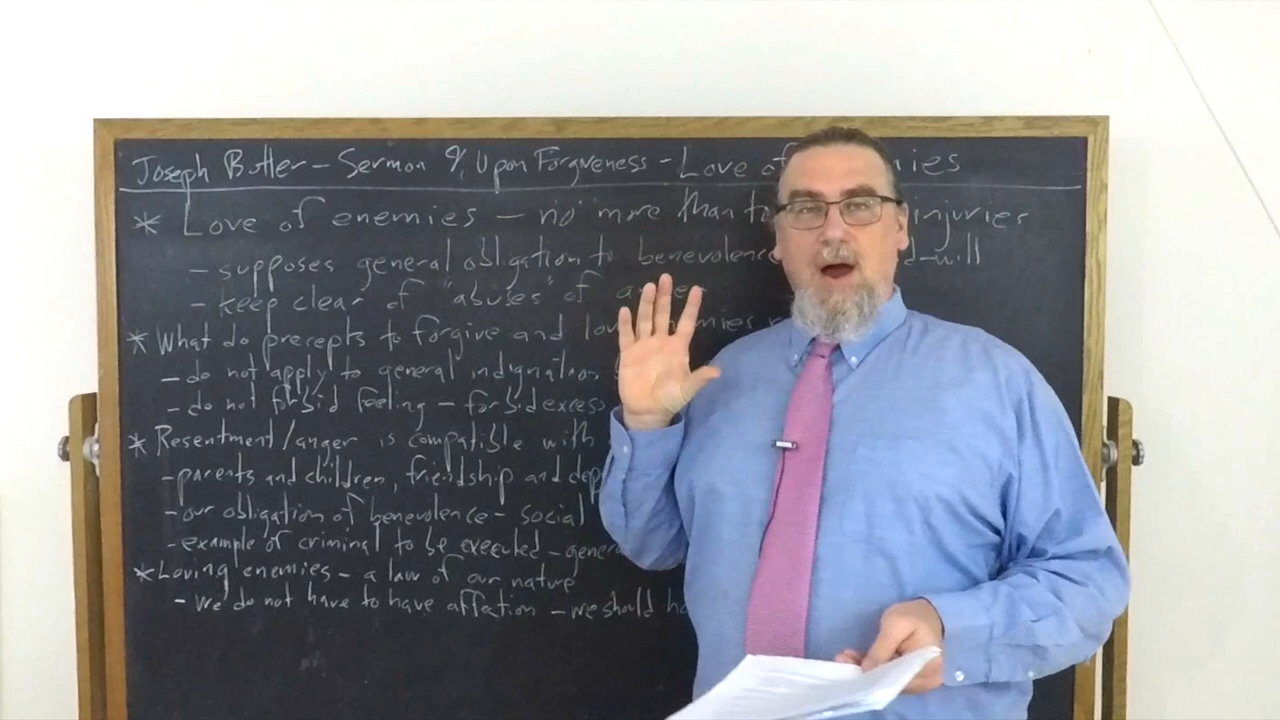 Joseph Butler - Sermon 9, Upon Forgiveness - Love of ies
* Love of enemies - no more than to injuries
- supposes general obligation to benevolence d-will
- keep clear of "abuses" of
* What do precepts to forgive and love
- do not apply to general indignation
- do not forbid feeling - forbid excess
* Resentment/anger is compatible with
- parents and children, friendship and
- our obligation of benevolence - social
- example of criminal to be executed - genera
* Loving enemies - a law of our nature
- we do not have to have affection - we should